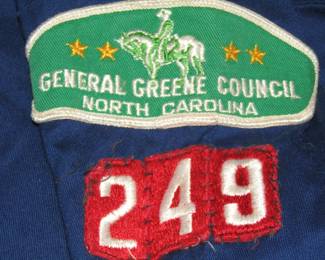 GENERAL GREENE COUNCIL
NORTH CAROLINA
249